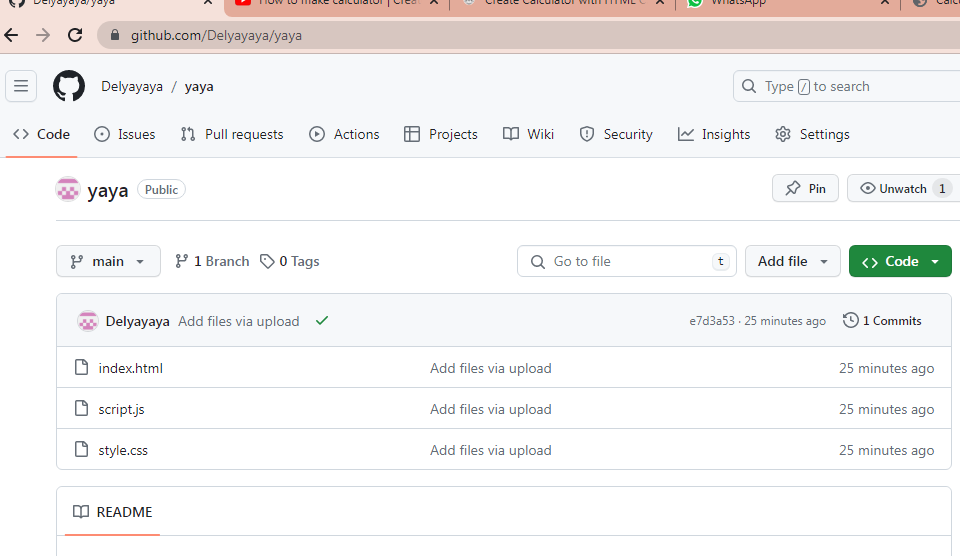 Delyayaya/yaya
How to make calculator | Crea
Create Calculator with HTML C
WhatsApp
Calc
github.com/Delyayaya/yaya
Delyayaya / yaya
Type / to search
Code Issues Pull requests Actions Projects Wiki Security Insights Settings
yaya Public Pin Unwatch 1
main 1 Branch 0 Tags Go to file t Add file Code
Delyayaya Add files via upload e7d3a53 · 25 minutes ago 1 Commits
index.html Add files via upload 25 minutes ago
script.js Add files via upload 25 minutes ago
style.css Add files via upload 25 minutes ago
README